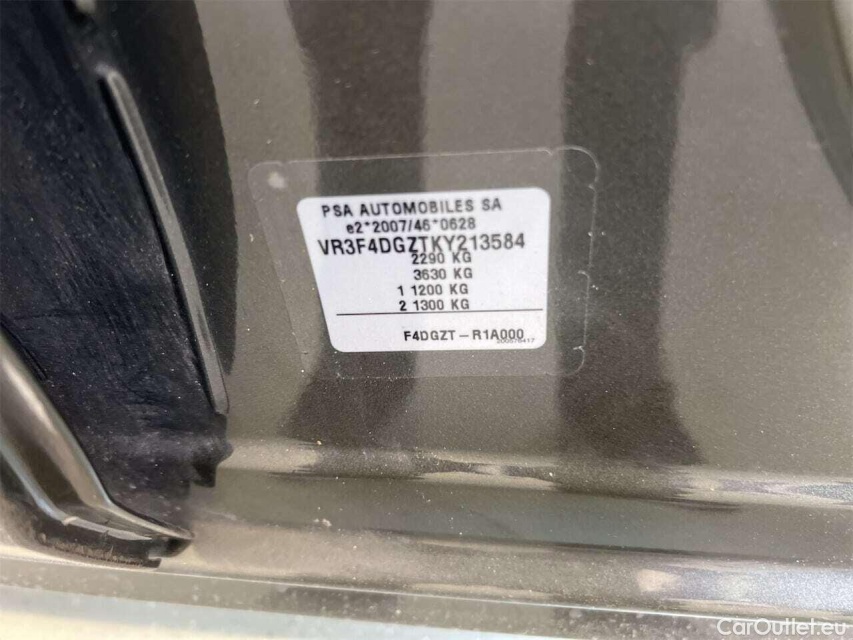 PSA AUTOMOBILES SA
e2*2007/46*0628
VR3F4DGZTKY213584
2290 KG
3630 KG
1 1200 KG
2 1300 KG
F4DGZT-R1A000
CarOutlet.eu